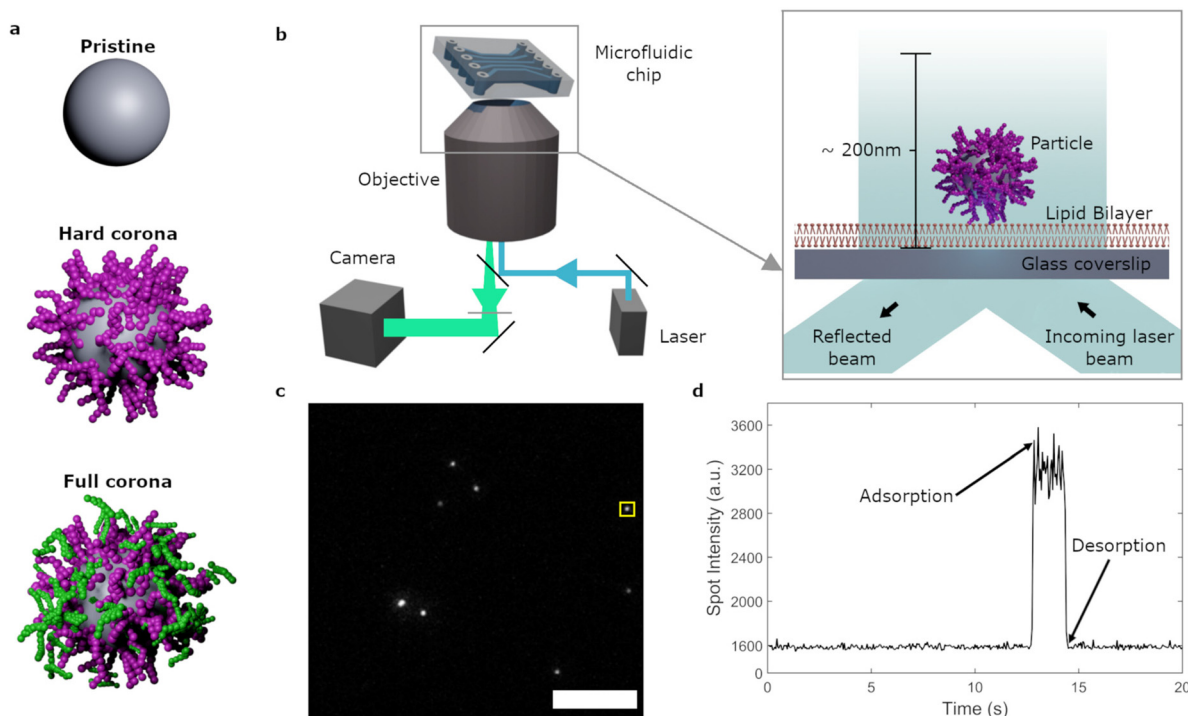 a
Pristine
Hard corona
Full corona
b
Microfluidic
chip
Objective
Camera
Laser
~ 200nm
Particle
Lipid Bilayer
Glass coverslip
Reflected
beam
Incoming laser
beam
c
d
Spot Intensity (a.u.)
3600
3200
2800
2400
2000
1600
1000
Adsorption
Desorption
0
5
10
15
20
Time (s)